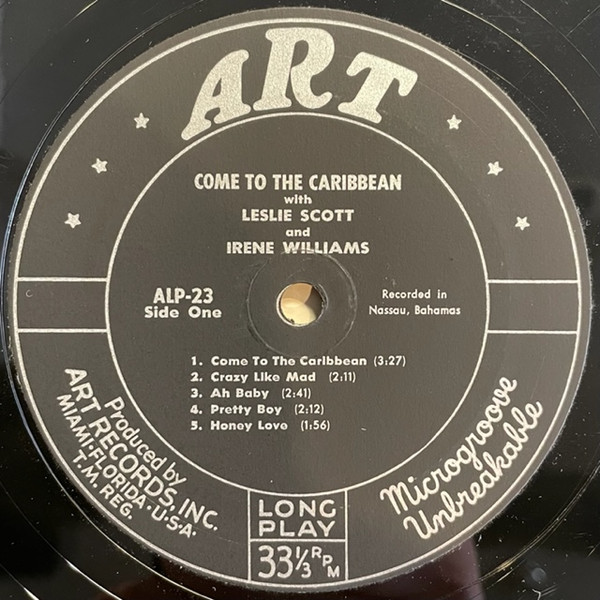 ART
COME TO THE CARIBBEAN
with
LESLIE SCOTT
and
IRENE WILLIAMS
ALP-23
Side One
Recorded in
Nassau, Bahamas
1. Come To The Caribbean (3:27)
2. Crazy Like Mad (2:11)
3. Ah Baby (2:41)
4. Pretty Boy (2:12)
5. Honey Love (1:56)
Produced by
ART RECORDS, INC.
MIAMI-FLORIDA-U.S.A.
T.M. REG.
LONG
PLAY
33⅓ RPM
Microgroove
Unbreakable